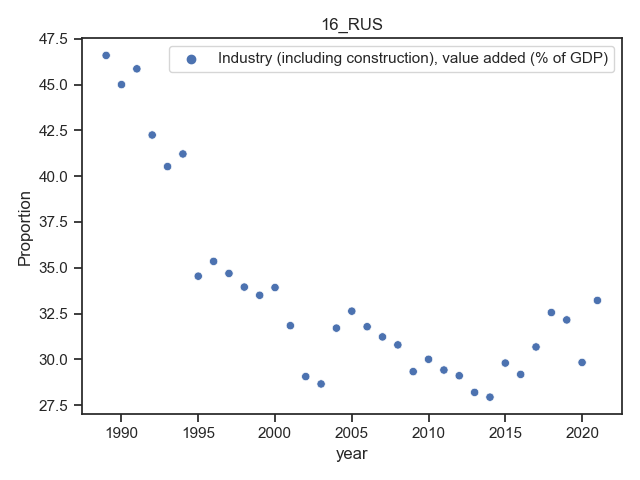 16_RUS
Industry (including construction), value added (% of GDP)
47.5
45.0
42.5
40.0
37.5
35.0
32.5
30.0
27.5
Proportion
1990 1995 2000 2005 2010 2015 2020
year